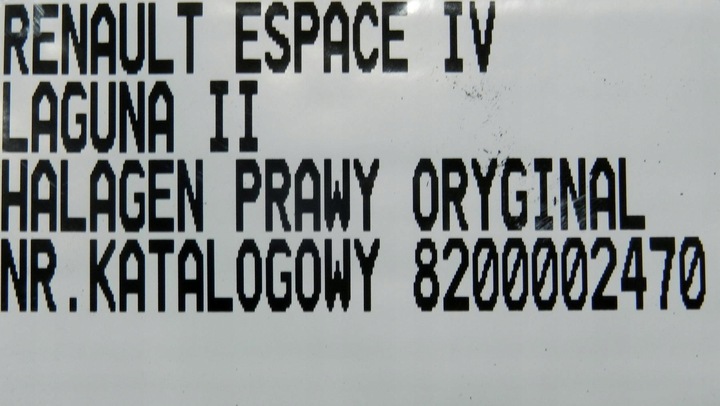 RENAULT ESPACE IV
LAGUNA II
HALAGEN PRAWY ORYGINAL
NR.KATALOGOWY 8200002470